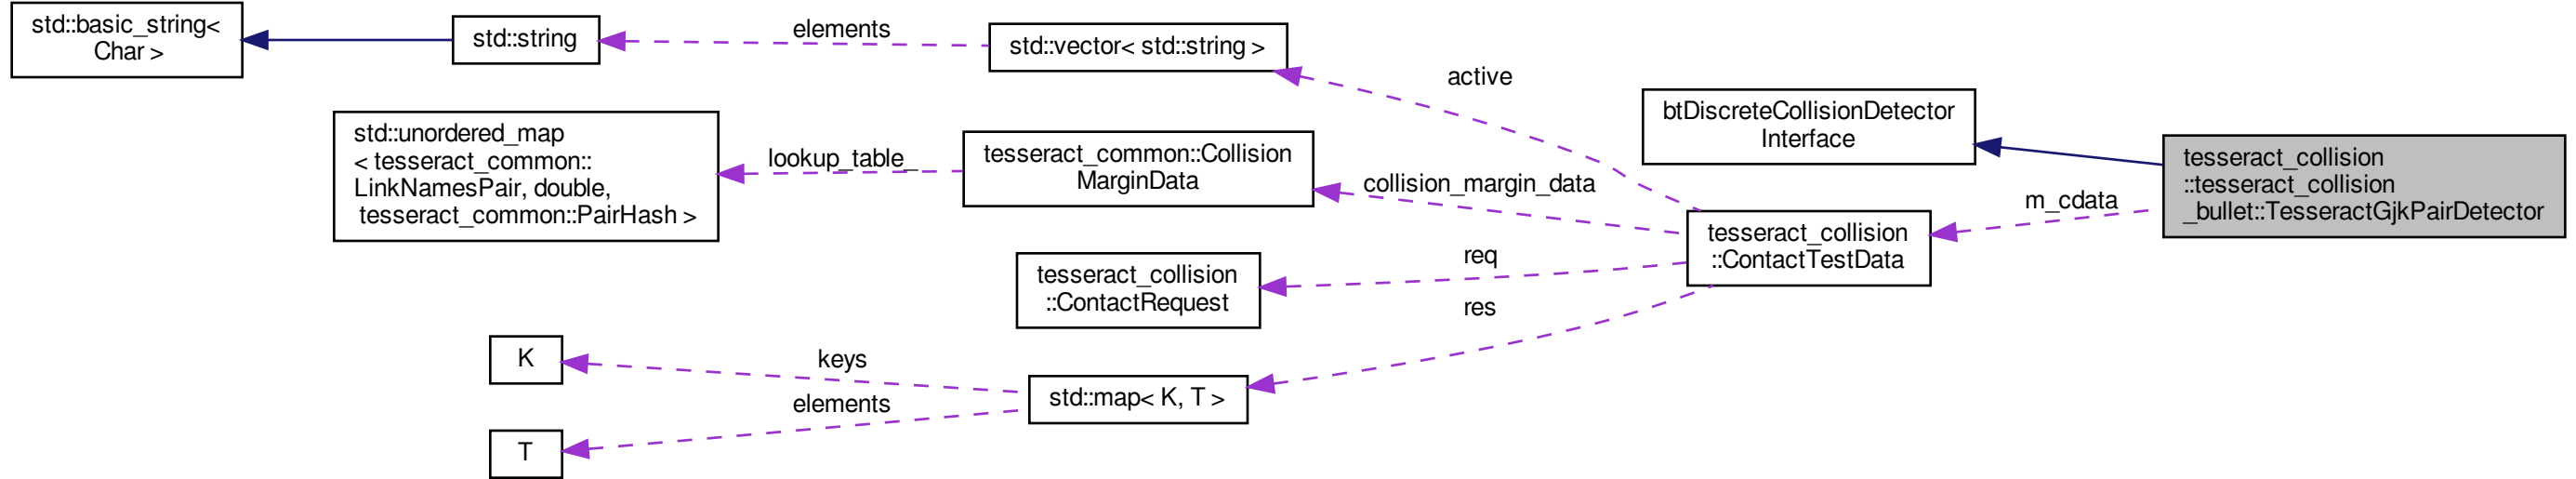 std::basic_string<
Char >
std::string
elements
std::vector< std::string >
active
btDiscreteCollisionDetector
Interface
std::unordered_map
< tesseract_common::
LinkNamesPair, double,
tesseract_common::PairHash >
lookup_table_
tesseract_common::Collision
MarginData
collision_margin_data
tesseract_collision
::tesseract_collision
_bullet::TesseractGjkPairDetector
m_cdata
tesseract_collision
::ContactTestData
req
tesseract_collision
::ContactRequest
res
K
keys
std::map< K, T >
elements
T